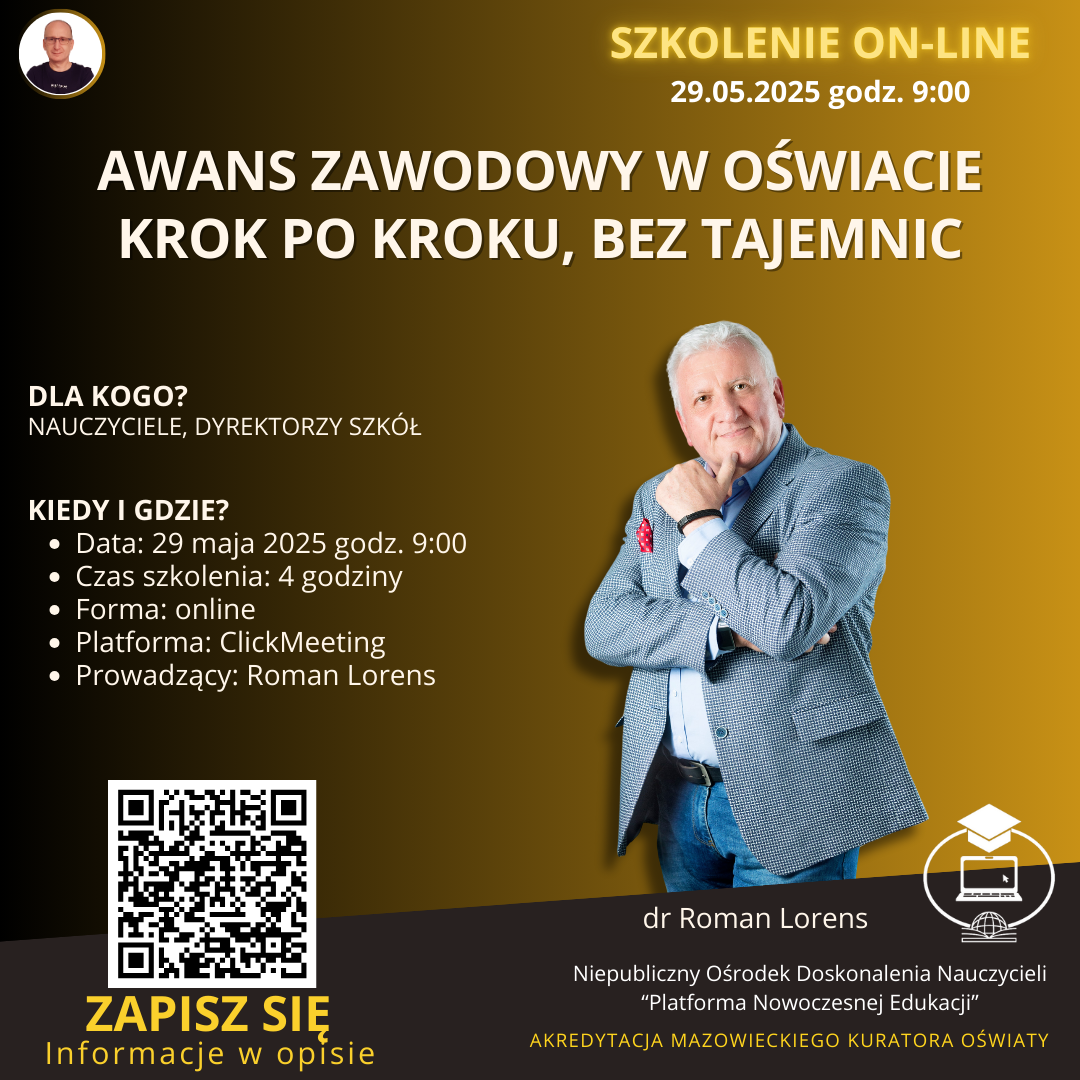 SZKOLENIE ON-LINE
29.05.2025 godz. 9:00
AWANS ZAWODOWY W OŚWIACIE
KROK PO KROKU, BEZ TAJEMNIC
DLA KOGO?
NAUCZYCIELE, DYREKTORZY SZKÓŁ
KIEDY I GDZIE?
Data: 29 maja 2025 godz. 9:00
Czas szkolenia: 4 godziny
Forma: online
Platforma: ClickMeeting
Prowadzący: Roman Lorens
dr Roman Lorens
Niepubliczny Ośrodek Doskonalenia Nauczycieli
“Platforma Nowoczesnej Edukacji”
AKREDYTACJA MAZOWIECKIEGO KURATORA OŚWIATY
ZAPISZ SIĘ
Informacje w opisie